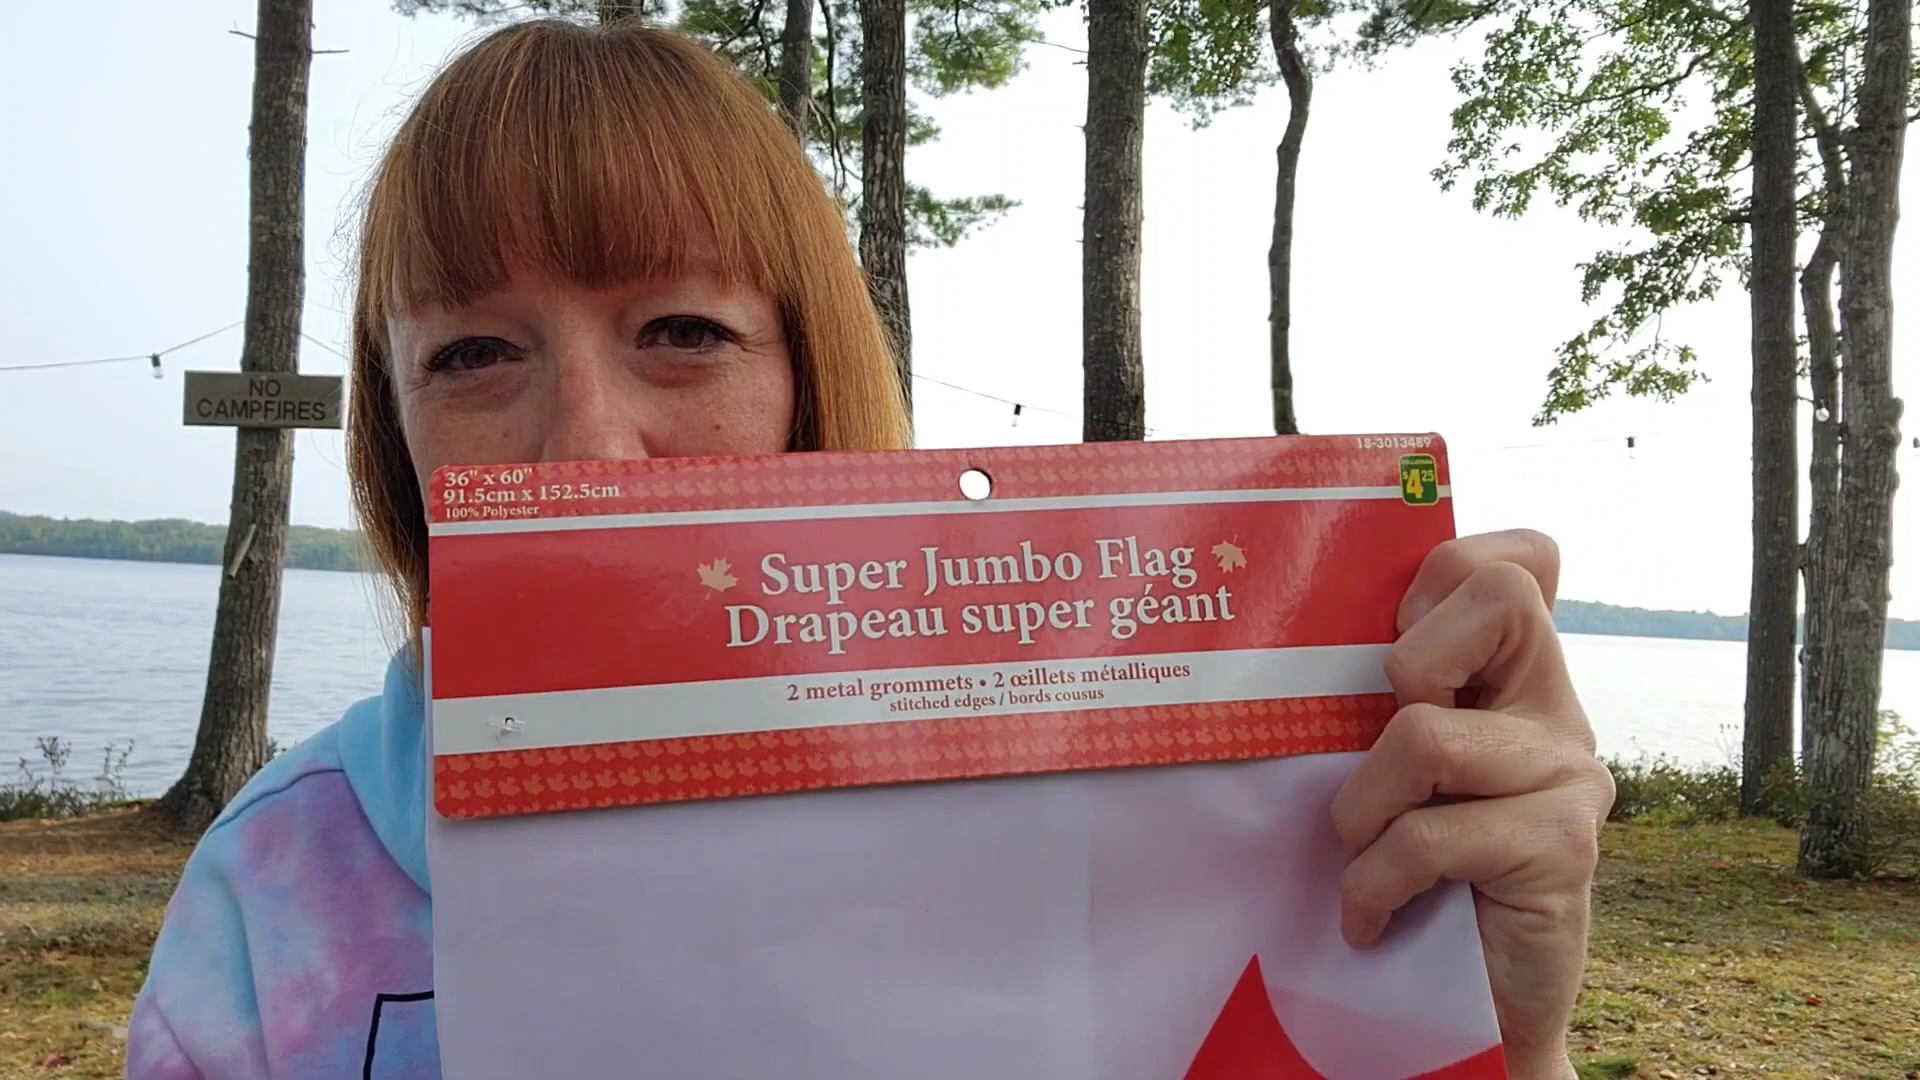 NO
CAMPFIRES
36" x 60"
91.5cm x 152.5cm
100% Polyester
18-3013489
$4 25
Super Jumbo Flag
Drapeau super géant
2 metal grommets • 2 œillets métalliques
stitched edges / bords cousus